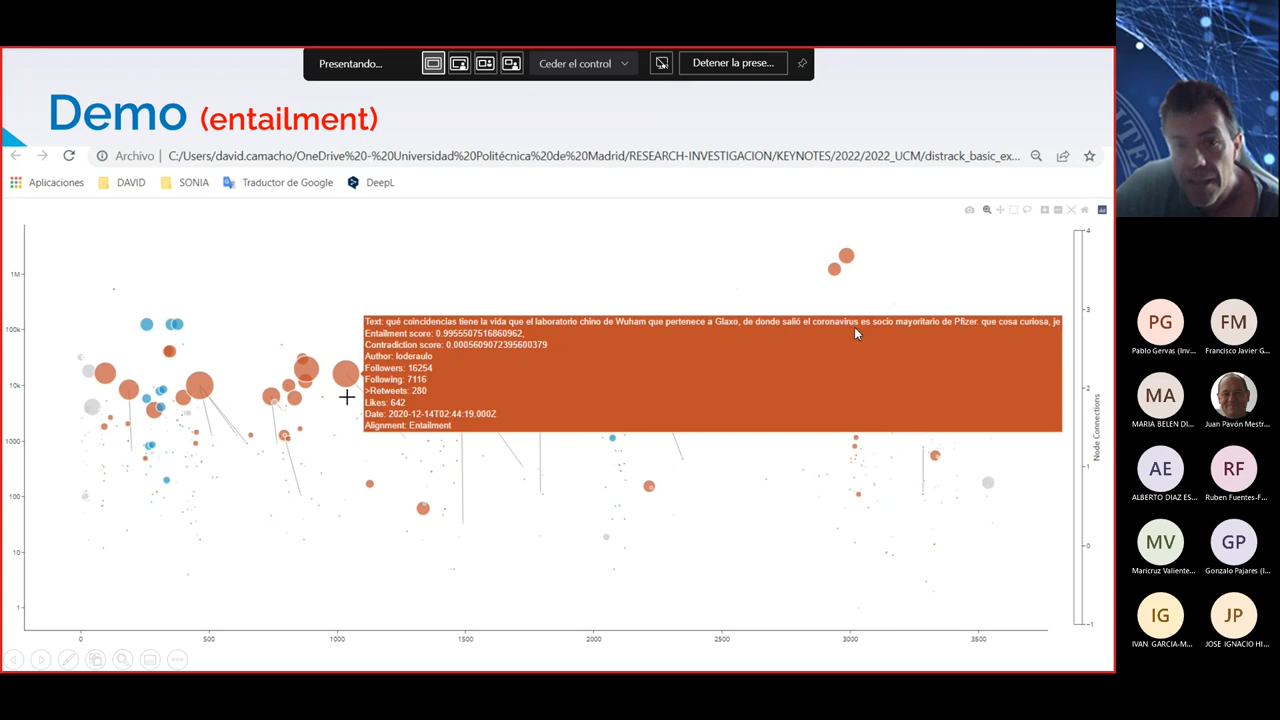 Presentando...
Ceder el control
Detener la prese...
Demo (entailment)
Archivo | C:/Users/david.camacho/OneDrive%20-%20Universidad%20Politécnica%20de%20Madrid/RESEARCH-INVESTIGACION/KEYNOTES/2022/2022_UCM/distrack_basic_ex...
Aplicaciones DAVID SONIA Traductor de Google DeepL
1M
100k
10k
1000
100
10
1
0 500 1000 1500 2000 2500 3000 3500
Text: qué coincidencias tiene la vida que el laboratorio chino de Wuham que pertenece a Glaxo, de donde salió el coronavirus es socio mayoritario de Pfizer. que cosa curiosa, je
Entailment score: 0.9955507516860962,
Contradiction score: 0.0005609072395600379
Author: loderaulo
Followers: 16254
Following: 7116
>Retweets: 280
Likes: 642
Date: 2020-12-14T02:44:19.000Z
Alignment: Entailment
4
3
2
1
0
−1
Node Connections
PG FM
Pablo Gervas (Inv... Francisco Javier G...
MA
MARIA BELEN DI... Juan Pavón Mestr...
AE RF
ALBERTO DIAZ ES... Ruben Fuentes-F...
MV GP
Maricruz Valiente... Gonzalo Pajares (I...
IG JP
IVAN GARCIA-M... JOSE IGNACIO HI...